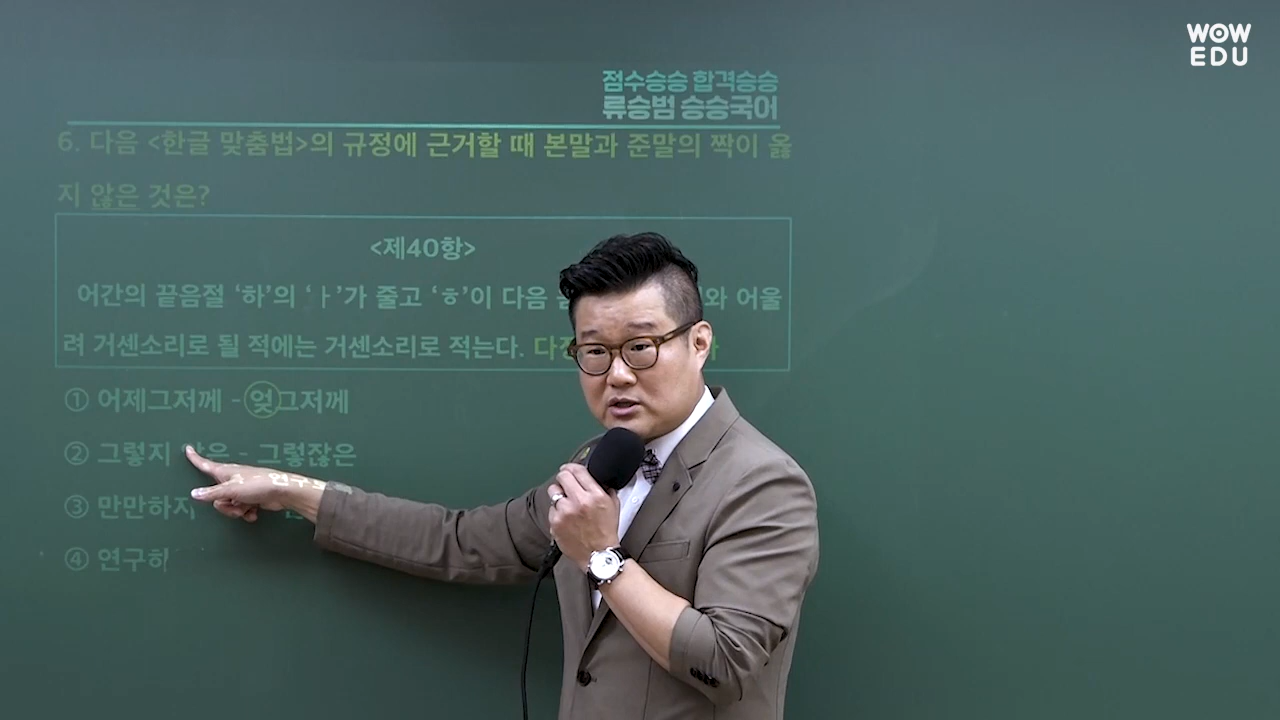 WOW
EDU
점수승승 합격승승
류승범 승승국어
6. 다음 <한글 맞춤법>의 규정에 근거할 때 본말과 준말의 짝이 옳
지 않은 것은?
<제40항>
어간의 끝음절 ‘하’의 ‘ㅏ’가 줄고 ‘ㅎ’이 다음 와 어울
려 거센소리로 될 적에는 거센소리로 적는다.
① 어제그저께 - 엊그저께
② 그렇지 않은 - 그렇잖은
③ 만만하지
④ 연구하